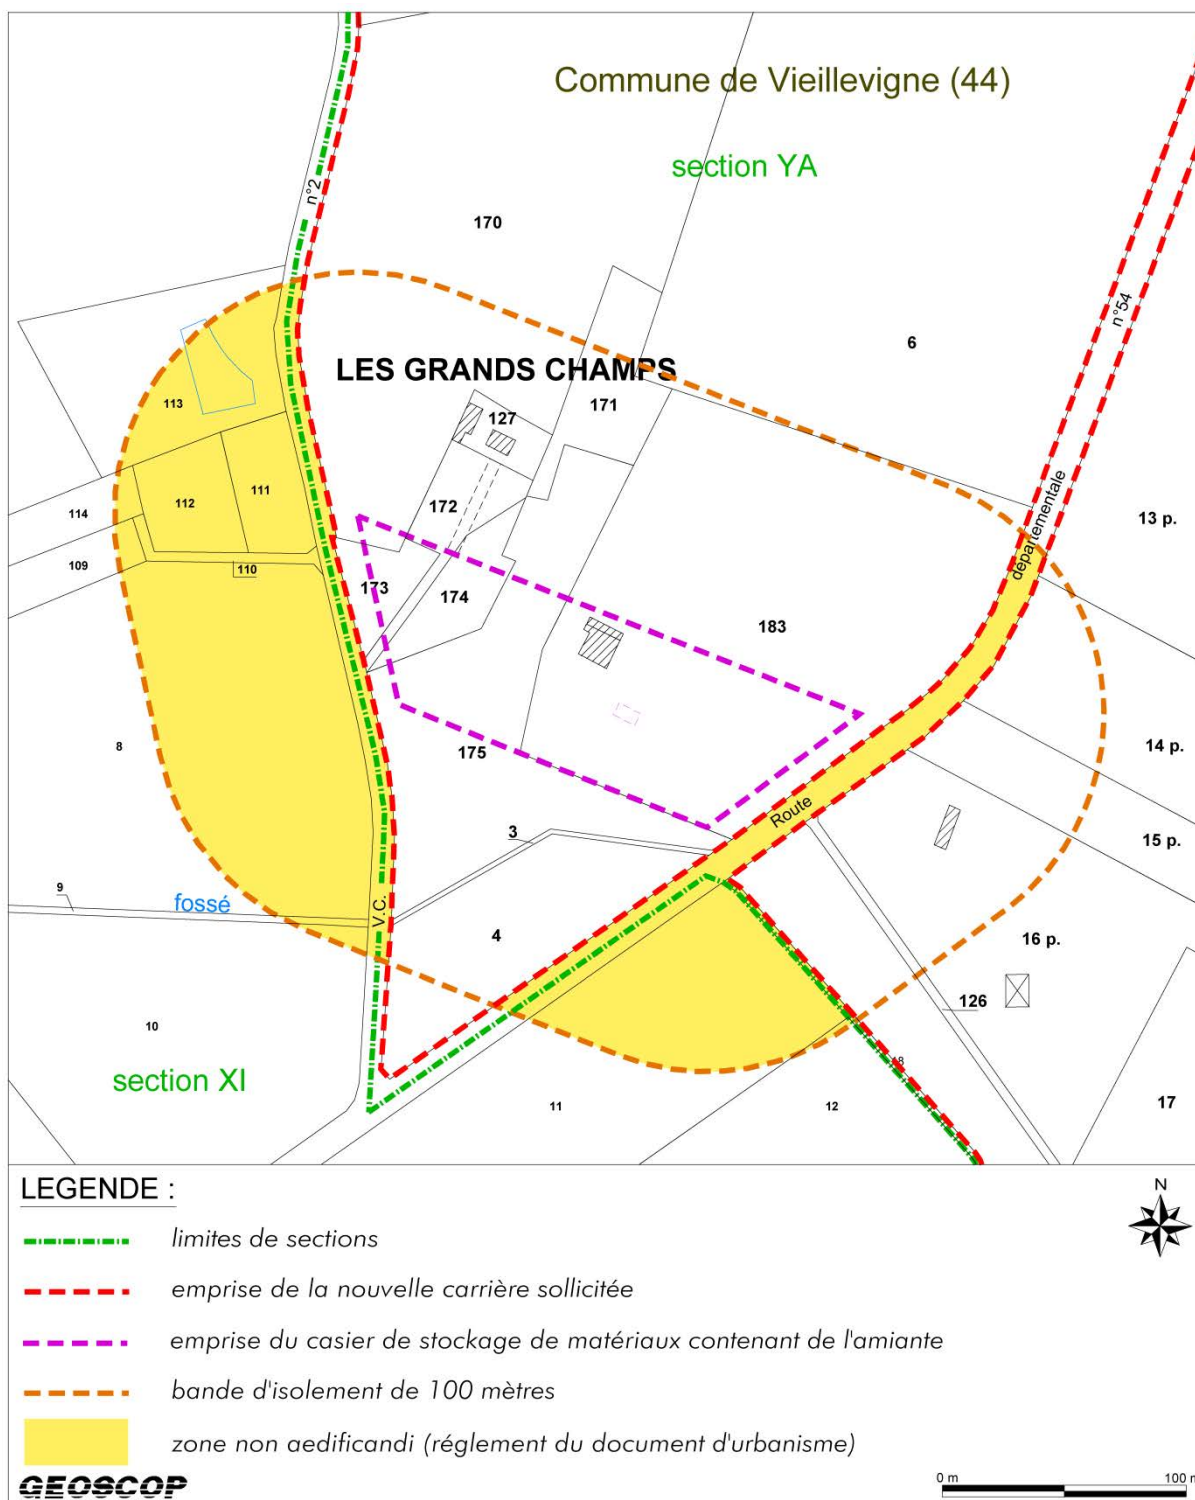 Commune de Vieillevigne (44)
section YA
n°2
170
n°54
6
LES GRANDS CHAMPS
113
127
171
112
111
114
172
13 p.
départementale
109
110
173
174
183
8
175
14 p.
Route
3
15 p.
9
fossé
V.C.
4
16 p.
126
10
18
section XI
11
12
17
LEGENDE :
N
limites de sections
emprise de la nouvelle carrière sollicitée
emprise du casier de stockage de matériaux contenant de l'amiante
bande d'isolement de 100 mètres
zone non aedificandi (réglement du document d'urbanisme)
GEOSCOP
0 m
100 m